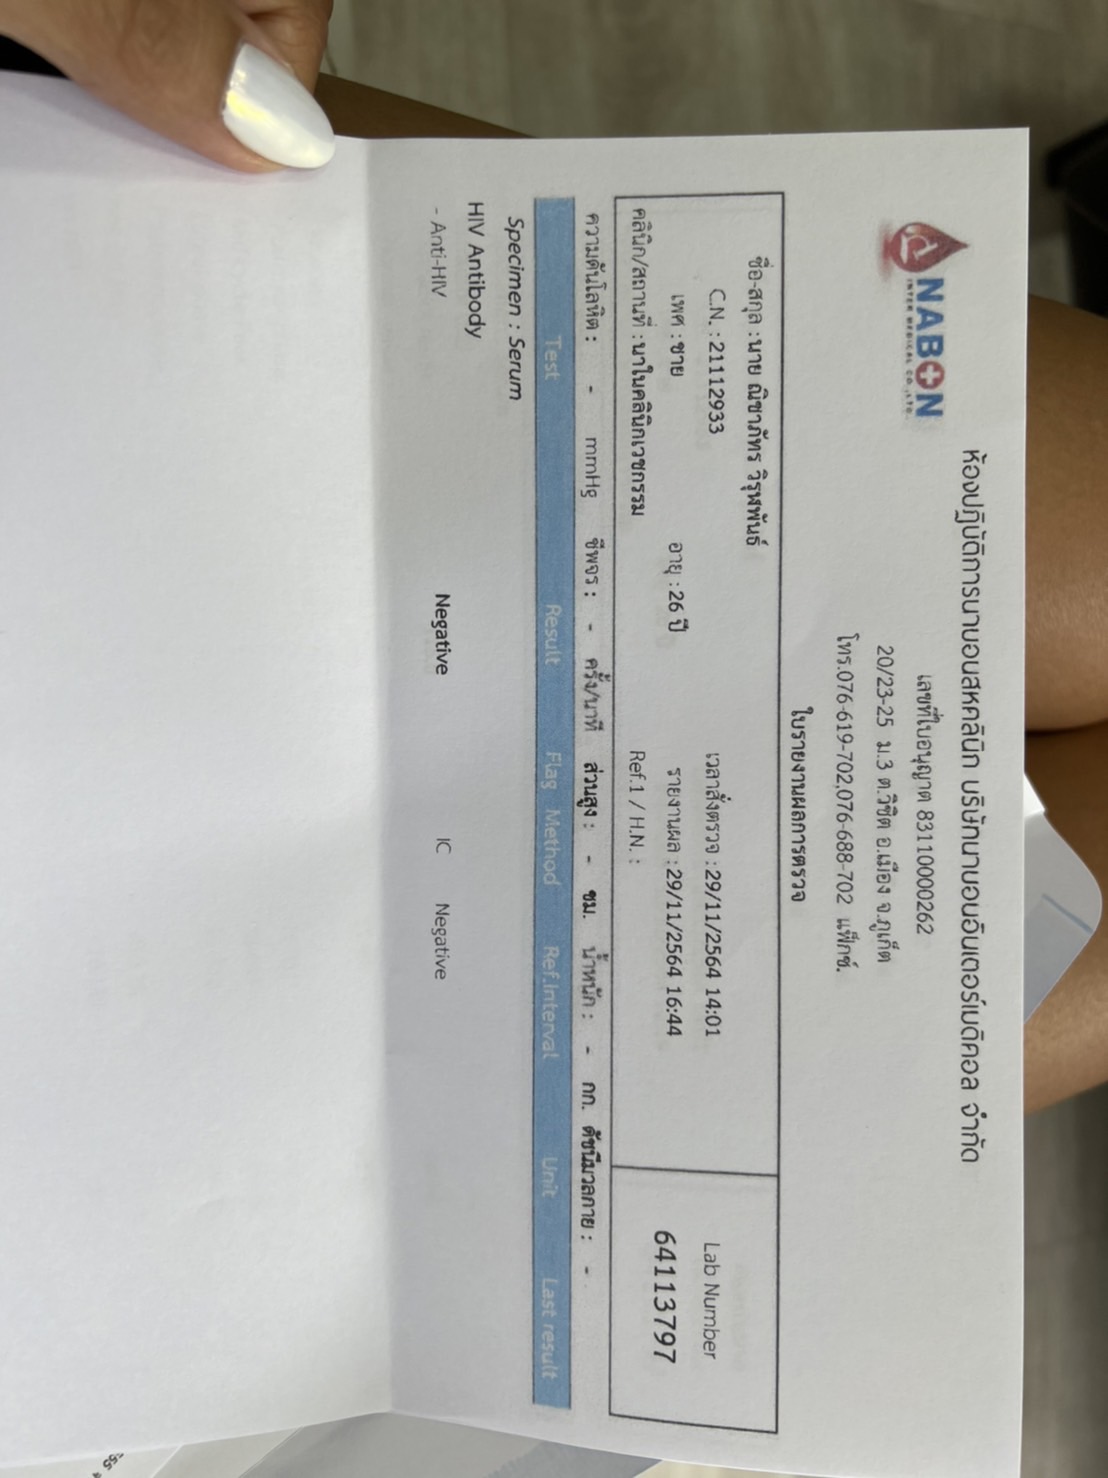 NABON
INTER MEDICAL CO.,LTD.
ห้องปฏิบัติการนาบอนสหคลินิก บริษัทนาบอนอินเตอร์เมดิคอล จำกัด
เลขที่ใบอนุญาต 83110000262
20/23-25 ม.3 ต.วิชิต อ.เมือง จ.ภูเก็ต
โทร.076-619-702,076-688-702 แฟ็กซ์.
ใบรายงานผลการตรวจ
ชื่อ-สกุล : นาย ณิชาภัทร วิรุฬพันธ์
C.N. : 21112933 เวลาสั่งตรวจ : 29/11/2564 14:01
เพศ : ชาย อายุ : 26 ปี รายงานผล : 29/11/2564 16:44
คลินิก/สถานที่ : นาในคลินิกเวชกรรม Ref.1 / H.N. :
Lab Number
64113797
ความดันโลหิต : - mmHg ชีพจร : - ครั้ง/นาที ส่วนสูง : - ซม. น้ำหนัก : - กก. ดัชนีมวลกาย : -
Test Result Flag Method Ref.Interval Unit Last result
Specimen : Serum
HIV Antibody
- Anti-HIV Negative IC Negative